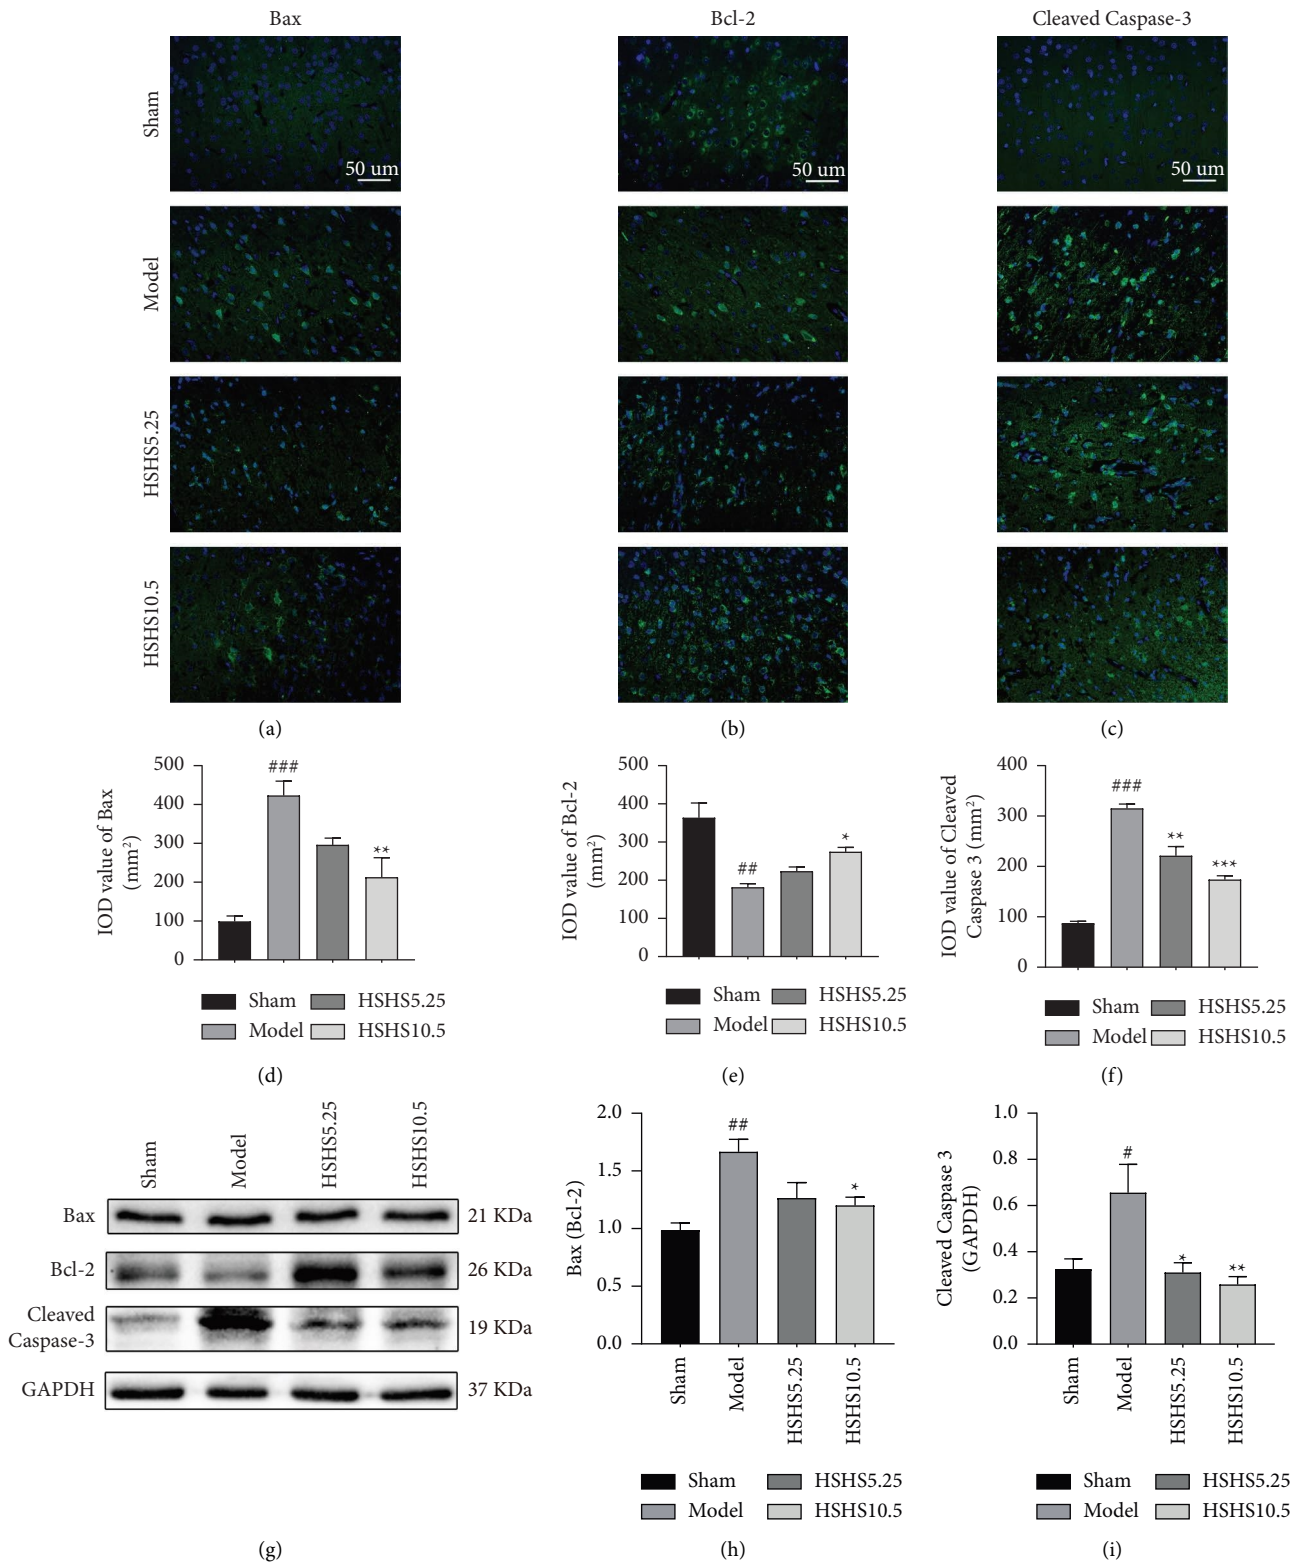 Bax
Bcl-2
Cleaved Caspase-3
Sham
50 um
50 um
50 um
Model
HSHS5.25
HSHS10.5
(a)
(b)
(c)
IOD value of Bax
(mm²)
500
400
300
200
100
0
###
**
Sham
HSHS5.25
Model
HSHS10.5
(d)
IOD value of Bcl-2
(mm²)
500
400
300
200
100
0
##
*
Sham
HSHS5.25
Model
HSHS10.5
(e)
IOD value of Cleaved
Caspase 3 (mm²)
400
300
200
100
0
###
**
***
Sham
HSHS5.25
Model
HSHS10.5
(f)
Sham
Model
HSHS5.25
HSHS10.5
Bax
21 KDa
Bcl-2
26 KDa
Cleaved
Caspase-3
19 KDa
GAPDH
37 KDa
(g)
Bax (Bcl-2)
2.0
1.5
1.0
0.5
0.0
##
*
Sham
Model
HSHS5.25
HSHS10.5
Sham
HSHS5.25
Model
HSHS10.5
(h)
Cleaved Caspase 3
(GAPDH)
1.0
0.8
0.6
0.4
0.2
0.0
#
*
**
Sham
Model
HSHS5.25
HSHS10.5
Sham
HSHS5.25
Model
HSHS10.5
(i)